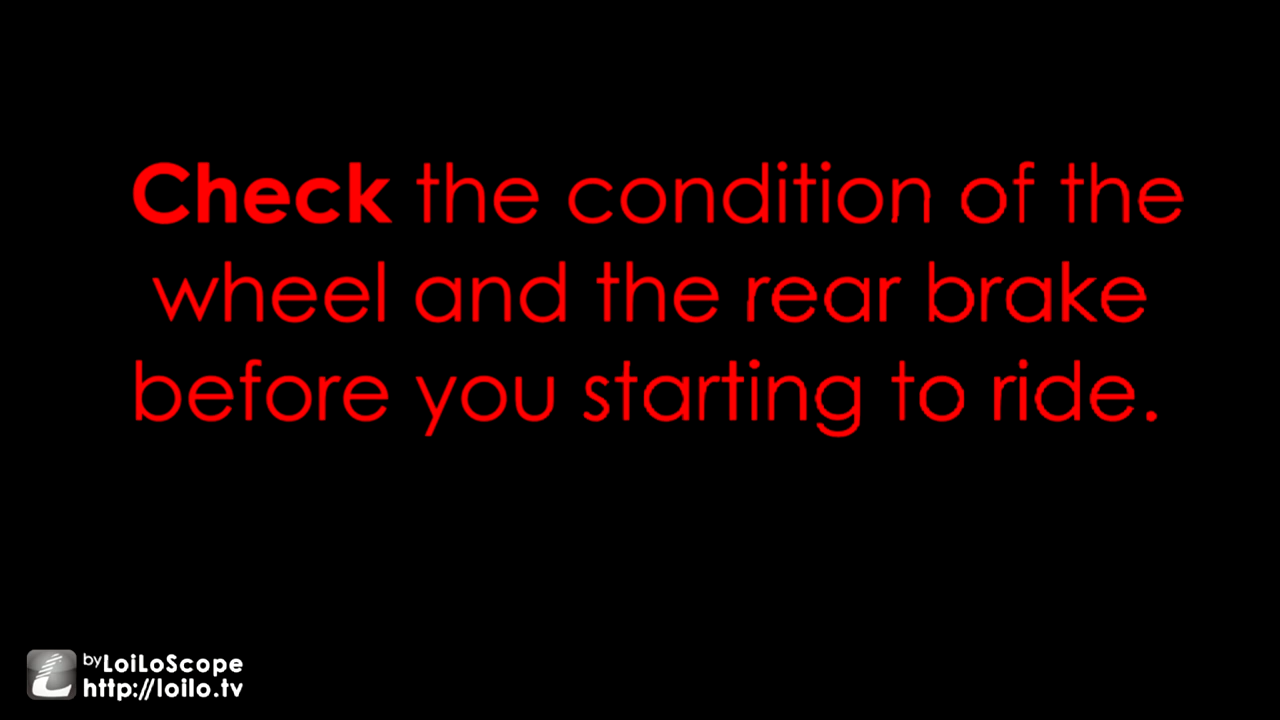 Check the condition of the
wheel and the rear brake
before you starting to ride.
by LoiLoScope
http://loilo.tv